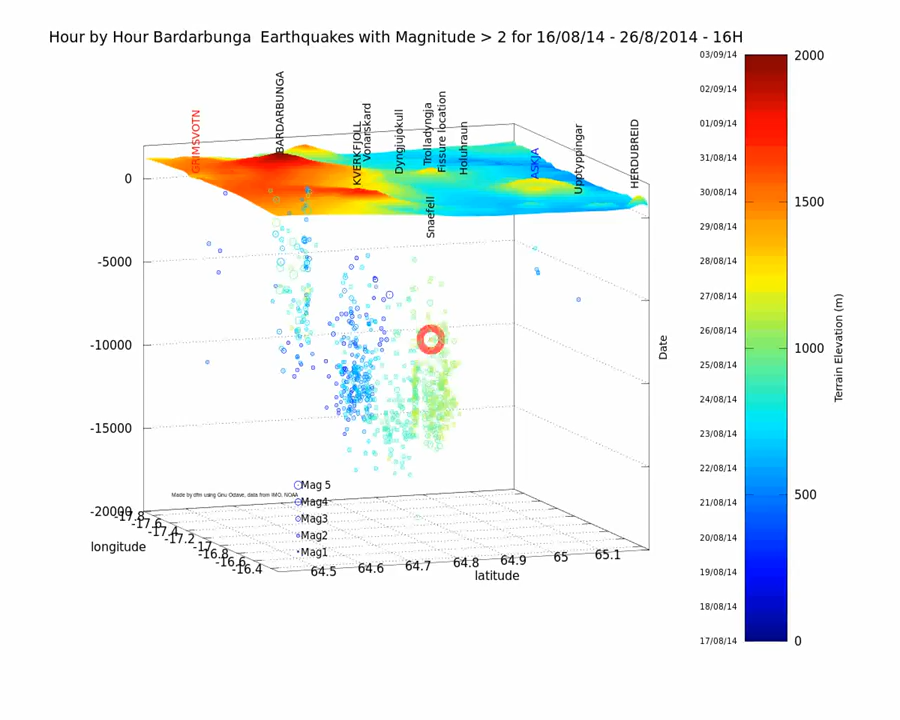 Hour by Hour Bardarbunga  Earthquakes with Magnitude > 2 for 16/08/14 - 26/8/2014 - 16H
GRIMSVOTN
BARDARBUNGA
KVERKFJOLL
Vonarskard
Dyngjujokull
Trolladyngja
Fissure location
Holuhraun
ASKJA
Upptyppingar
HERDUBREID
Snaefell
0
-5000
-10000
-15000
-20000
Made by dfm using Gnu Octave, data from IMO, NOAA
Mag 5
Mag4
Mag3
Mag2
Mag1
-17.8
-17.6
-17.4
-17.2
-17
-16.8
-16.6
-16.4
longitude
64.5
64.6
64.7
64.8
64.9
65
65.1
latitude
03/09/14
02/09/14
01/09/14
31/08/14
30/08/14
29/08/14
28/08/14
27/08/14
26/08/14
25/08/14
24/08/14
23/08/14
22/08/14
21/08/14
20/08/14
19/08/14
18/08/14
17/08/14
Date
2000
1500
1000
500
0
Terrain Elevation (m)